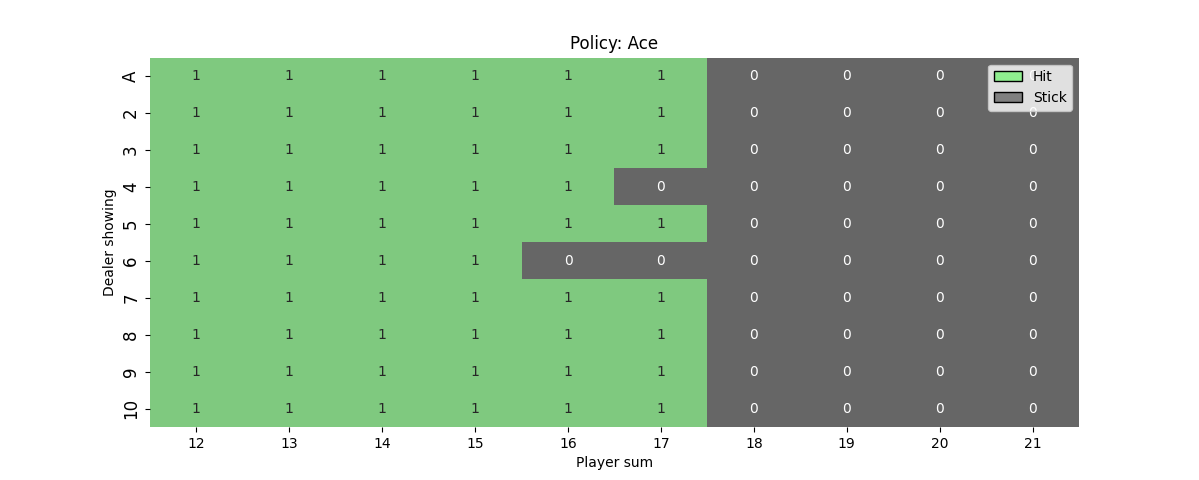 Policy: Ace
Dealer showing
A 1 1 1 1 1 1 0 0 0 0
2 1 1 1 1 1 1 0 0 0 0
3 1 1 1 1 1 1 0 0 0 0
4 1 1 1 1 1 0 0 0 0 0
5 1 1 1 1 1 1 0 0 0 0
6 1 1 1 1 0 0 0 0 0 0
7 1 1 1 1 1 1 0 0 0 0
8 1 1 1 1 1 1 0 0 0 0
9 1 1 1 1 1 1 0 0 0 0
10 1 1 1 1 1 1 0 0 0 0
12 13 14 15 16 17 18 19 20 21
Player sum
Hit
Stick